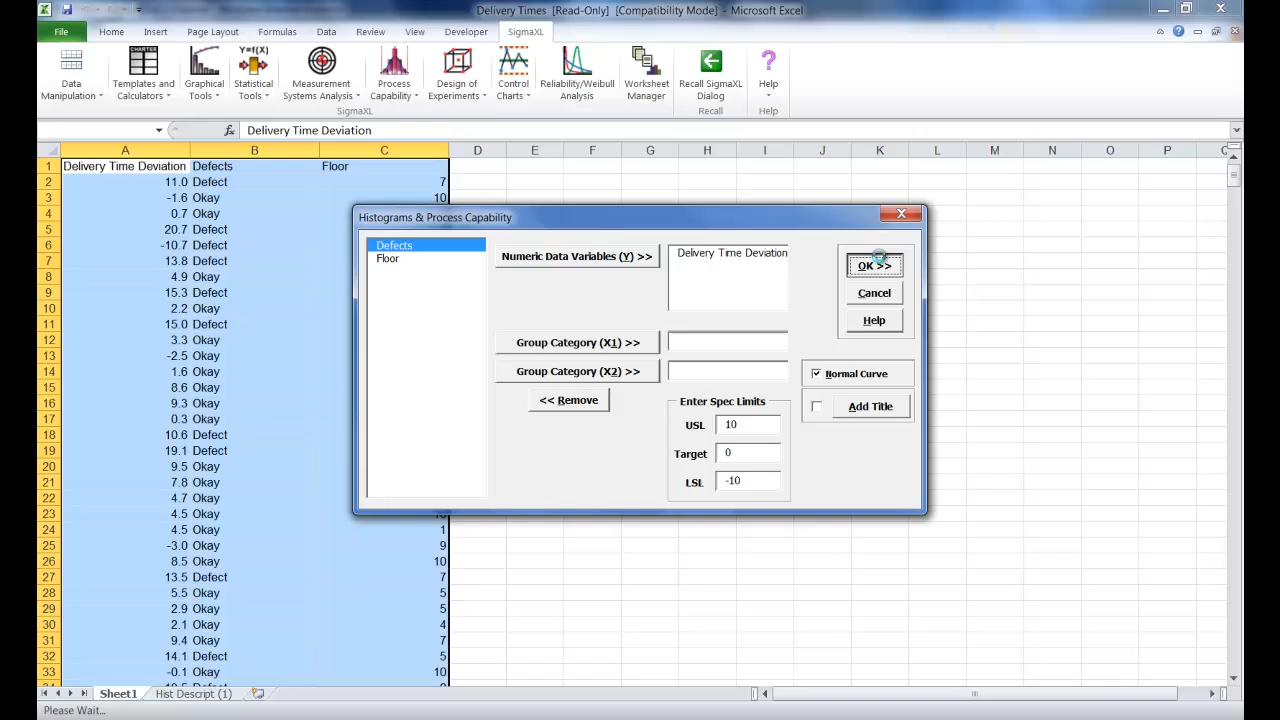 Delivery Times [Read-Only] [Compatibility Mode] - Microsoft Excel
File Home Insert Page Layout Formulas Data Review View Developer SigmaXL
Data Manipulation
Templates and Calculators
Graphical Tools
Statistical Tools
Measurement Systems Analysis
Process Capability
Design of Experiments
Control Charts
Reliability/Weibull Analysis
Worksheet Manager
Recall SigmaXL Dialog
Help
SigmaXL Recall Help
fx Delivery Time Deviation
A B C D E F G H I J K L M N O P
1 Delivery Time Deviation Defects Floor
2 11.0 Defect 7
3 -1.6 Okay 10
4 0.7 Okay
5 20.7 Defect
6 -10.7 Defect
7 13.8 Defect
8 4.9 Okay
9 15.3 Defect
10 2.2 Okay
11 15.0 Defect
12 3.3 Okay
13 -2.5 Okay
14 1.6 Okay
15 8.6 Okay
16 9.3 Okay
17 0.3 Okay
18 10.6 Defect
19 19.1 Defect
20 9.5 Okay
21 7.8 Okay
22 4.7 Okay
23 4.5 Okay
24 4.5 Okay 1
25 -3.0 Okay 9
26 8.5 Okay 10
27 13.5 Defect 7
28 5.5 Okay 5
29 2.9 Okay 5
30 2.1 Okay 4
31 9.4 Okay 7
32 14.1 Defect 5
33 -0.1 Okay 10
Histograms & Process Capability
Defects
Floor
Numeric Data Variables (Y) >>
Delivery Time Deviation
OK >>
Cancel
Help
Group Category (X1) >>
Group Category (X2) >>
<< Remove
Normal Curve
Add Title
Enter Spec Limits
USL 10
Target 0
LSL -10
Sheet1 Hist Descript (1)
Please Wait...